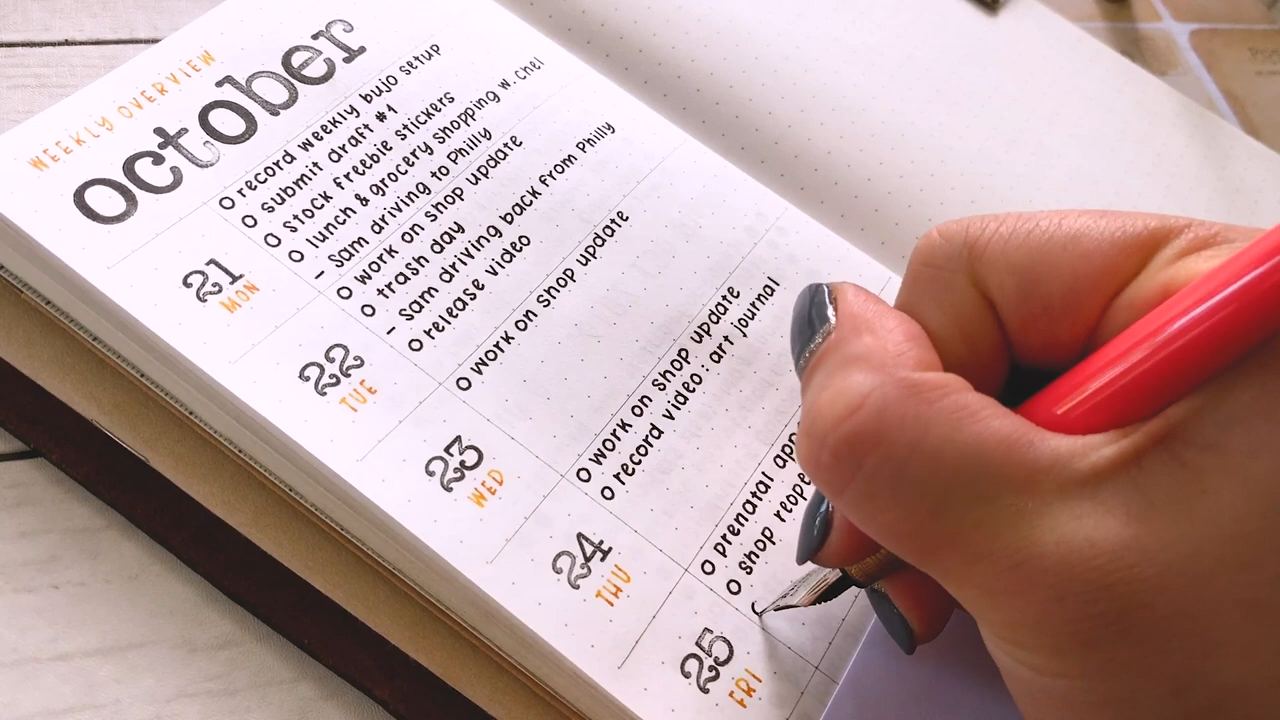 WEEKLY OVERVIEW
october
21
MON
o record weekly bujo setup
o submit draft #1
o stock freebie stickers
o lunch & grocery shopping w. Chel
- Sam driving to Philly
22
TUE
o work on shop update
o trash day
- Sam driving back from Philly
o release video
23
WED
o work on shop update
24
THU
o work on shop update
o record video : art journal
25
FRI
o prenatal
o shop